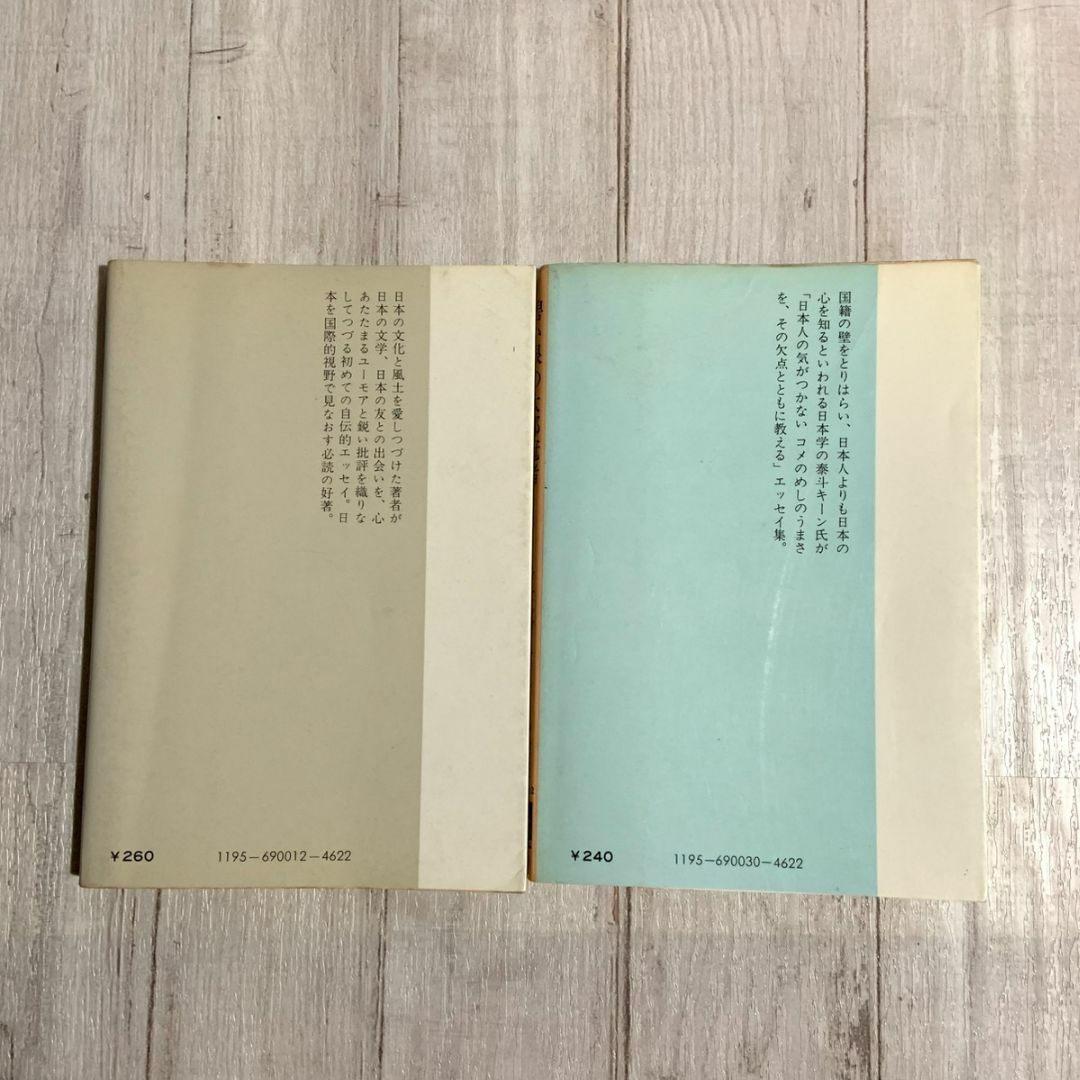 日本の文化と風土を愛しつづけた著者が
日本の文学、日本の友との出会いを、心
あたたまるユーモアと鋭い批評を織りな
してつづる初めての自伝的エッセイ。日
本を国際的視野で見なおす必読の好著。
¥260
1195-690012-4622
国籍の壁をとりはらい、日本人よりも日本の
心を知るといわれる日本学の泰斗キーン氏が
「日本人の気がつかない コメのめしのうまさ
を、その欠点とともに教える」エッセイ集。
¥240
1195-690030-4622